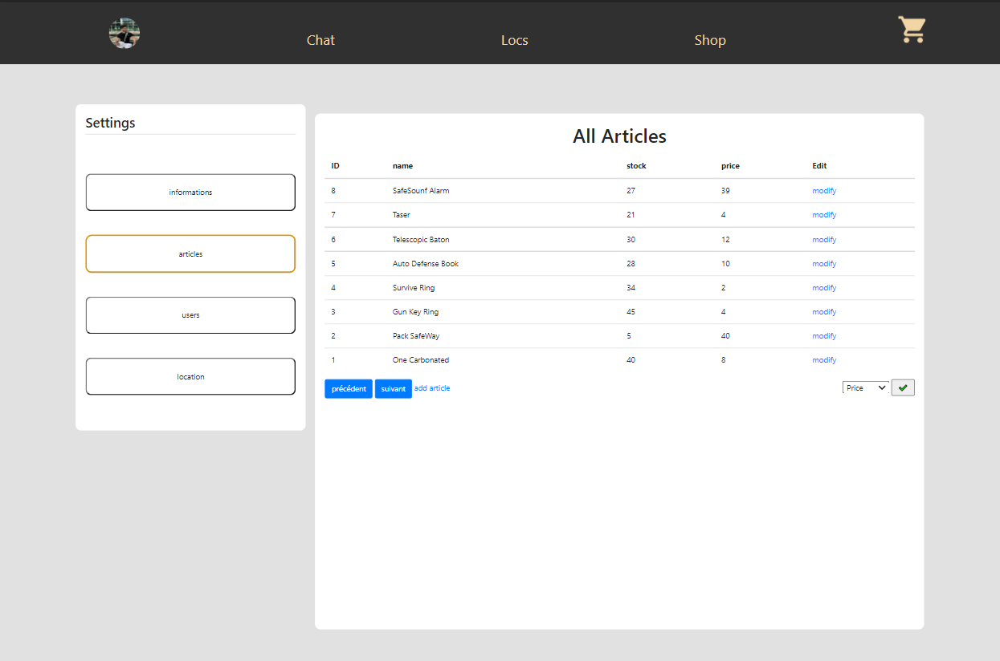 Chat Locs Shop
Settings
informations
articles
users
location
All Articles
ID name stock price Edit
8 SafeSounf Alarm 27 39 modify
7 Taser 21 4 modify
6 Telescopic Baton 30 12 modify
5 Auto Defense Book 28 10 modify
4 Survive Ring 34 2 modify
3 Gun Key Ring 45 4 modify
2 Pack SafeWay 5 40 modify
1 One Carbonated 40 8 modify
précédent suivant add article Price